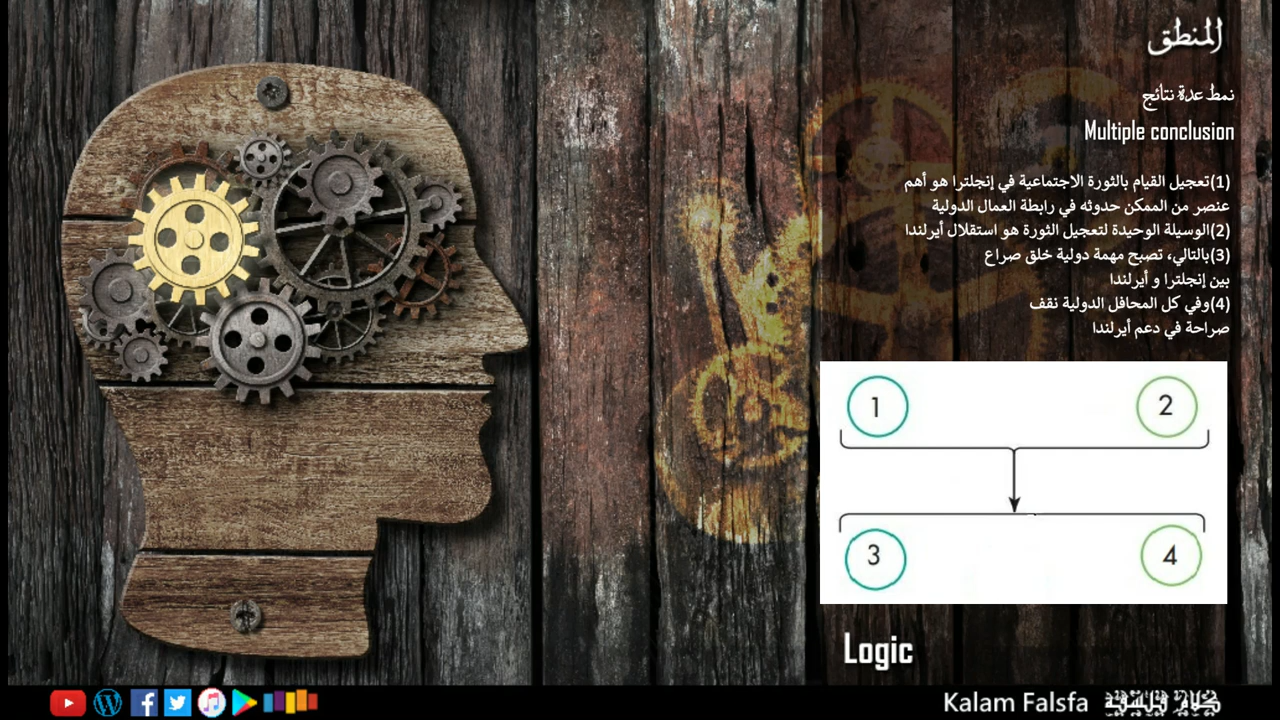 المنطق
نمط عدة نتائج
Multiple conclusion
(1)تعجيل القيام بالثورة الاجتماعية في إنجلترا هو أهم
عنصر من الممكن حدوثه في رابطة العمال الدولية
(2)الوسيلة الوحيدة لتعجيل الثورة هو استقلال أيرلندا
(3)بالتالي، تصبح مهمة دولية خلق صراع
بين إنجلترا و أيرلندا
(4)وفي كل المحافل الدولية نقف
صراحة في دعم أيرلندا
1 2
3 4
Logic
Kalam Falsfa كلام فلسفة